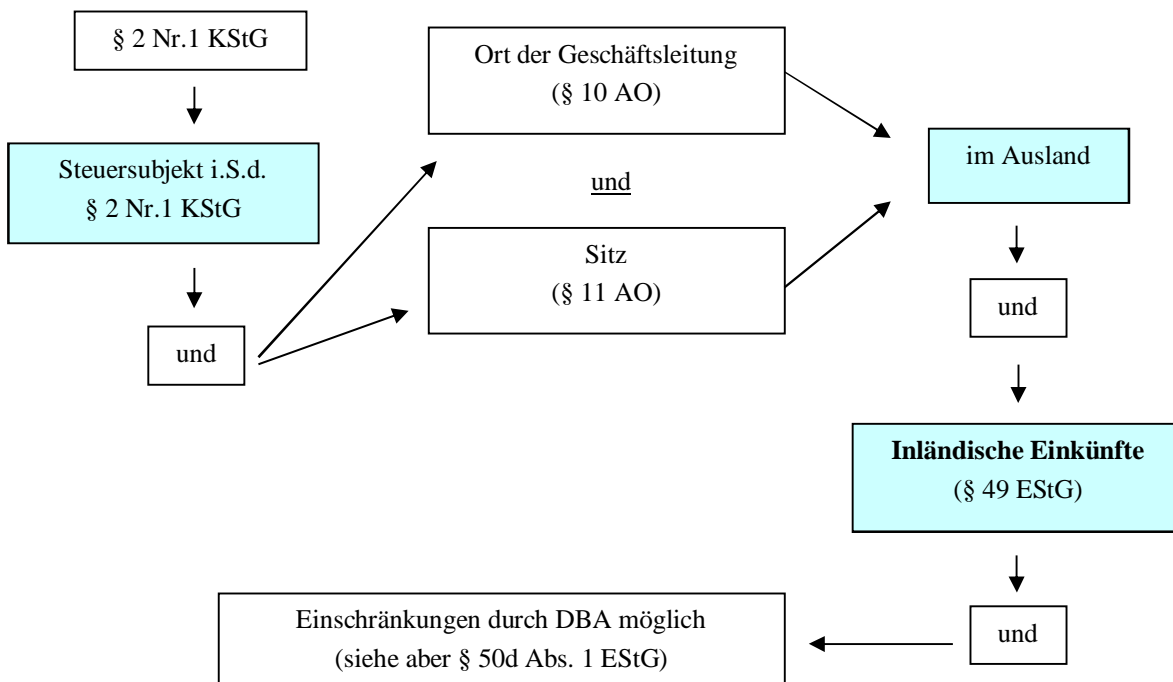 § 2 Nr.1 KStG
Steuersubjekt i.S.d.
§ 2 Nr.1 KStG
und
Ort der Geschäftsleitung
(§ 10 AO)
und
Sitz
(§ 11 AO)
im Ausland
und
Inländische Einkünfte
(§ 49 EStG)
und
Einschränkungen durch DBA möglich
(siehe aber § 50d Abs. 1 EStG)